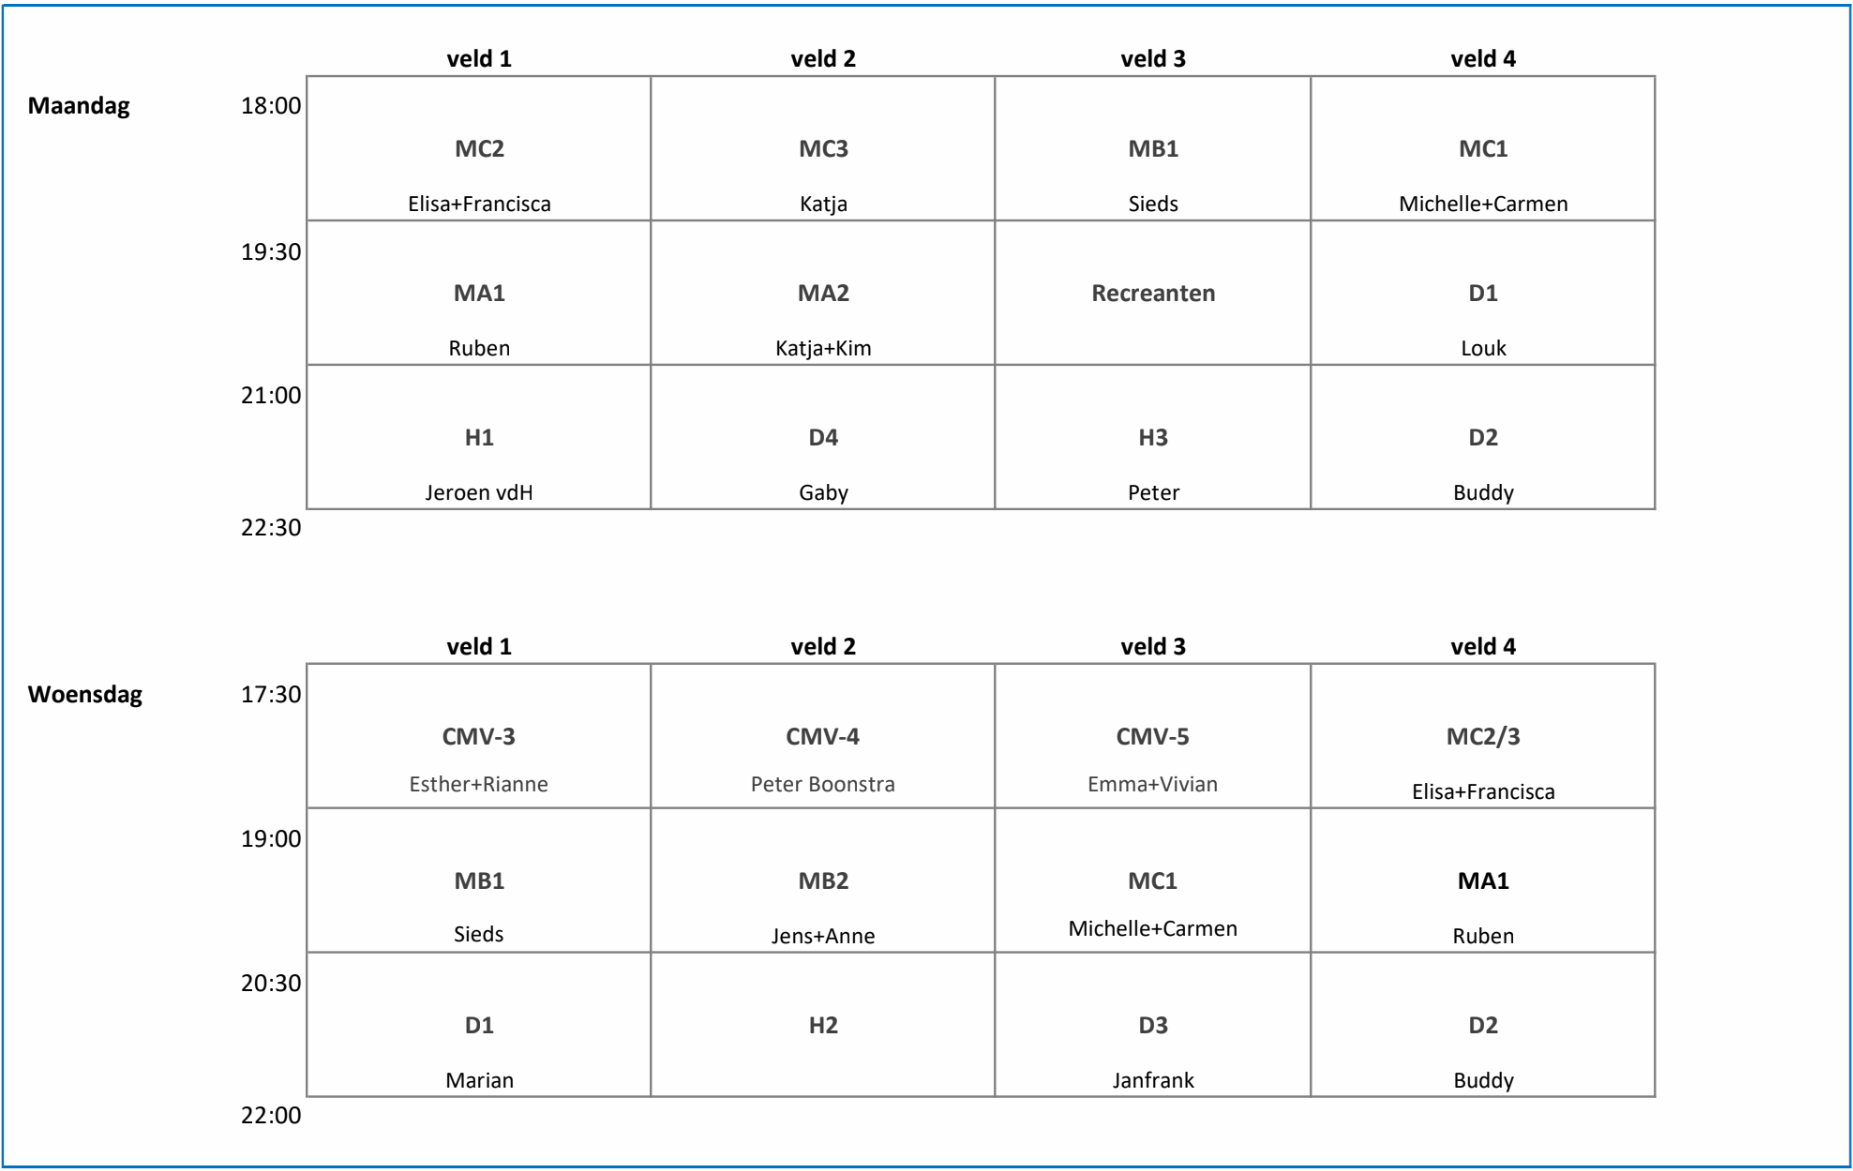 veld 1 veld 2 veld 3 veld 4
Maandag 18:00
MC2 MC3 MB1 MC1
Elisa+Francisca Katja Sieds Michelle+Carmen
19:30
MA1 MA2 Recreanten D1
Ruben Katja+Kim Louk
21:00
H1 D4 H3 D2
Jeroen vdH Gaby Peter Buddy
22:30
veld 1 veld 2 veld 3 veld 4
Woensdag 17:30
CMV-3 CMV-4 CMV-5 MC2/3
Esther+Rianne Peter Boonstra Emma+Vivian Elisa+Francisca
19:00
MB1 MB2 MC1 MA1
Sieds Jens+Anne Michelle+Carmen Ruben
20:30
D1 H2 D3 D2
Marian Janfrank Buddy
22:00